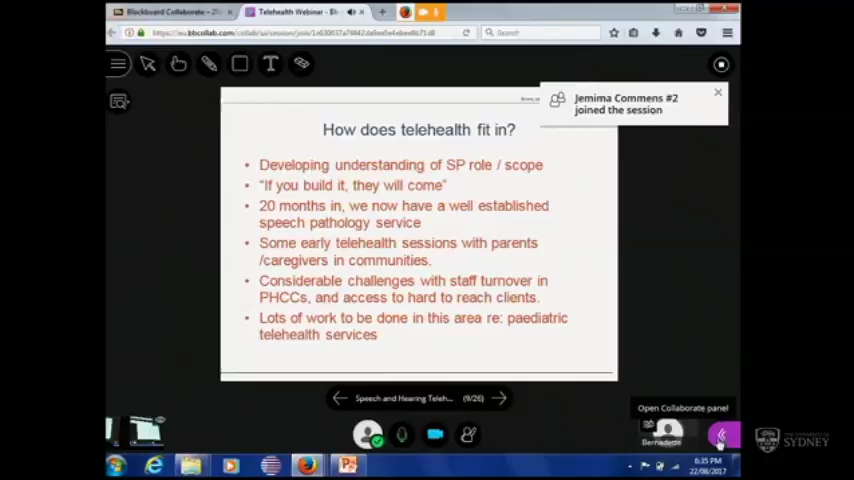 Blackboard Collaborate
Telehealth Webinar
Search
Jemima Commens #2
joined the session
How does telehealth fit in?
• Developing understanding of SP role / scope
• “If you build it, they will come”
• 20 months in, we now have a well established
speech pathology service
• Some early telehealth sessions with parents
/caregivers in communities.
• Considerable challenges with staff turnover in
PHCCs, and access to hard to reach clients.
• Lots of work to be done in this area re: paediatric
telehealth services
Speech and Hearing Teleh... (9/26)
Open Collaborate panel
Bernadette
THE UNIVERSITY OF
SYDNEY
6:35 PM
22/08/2017